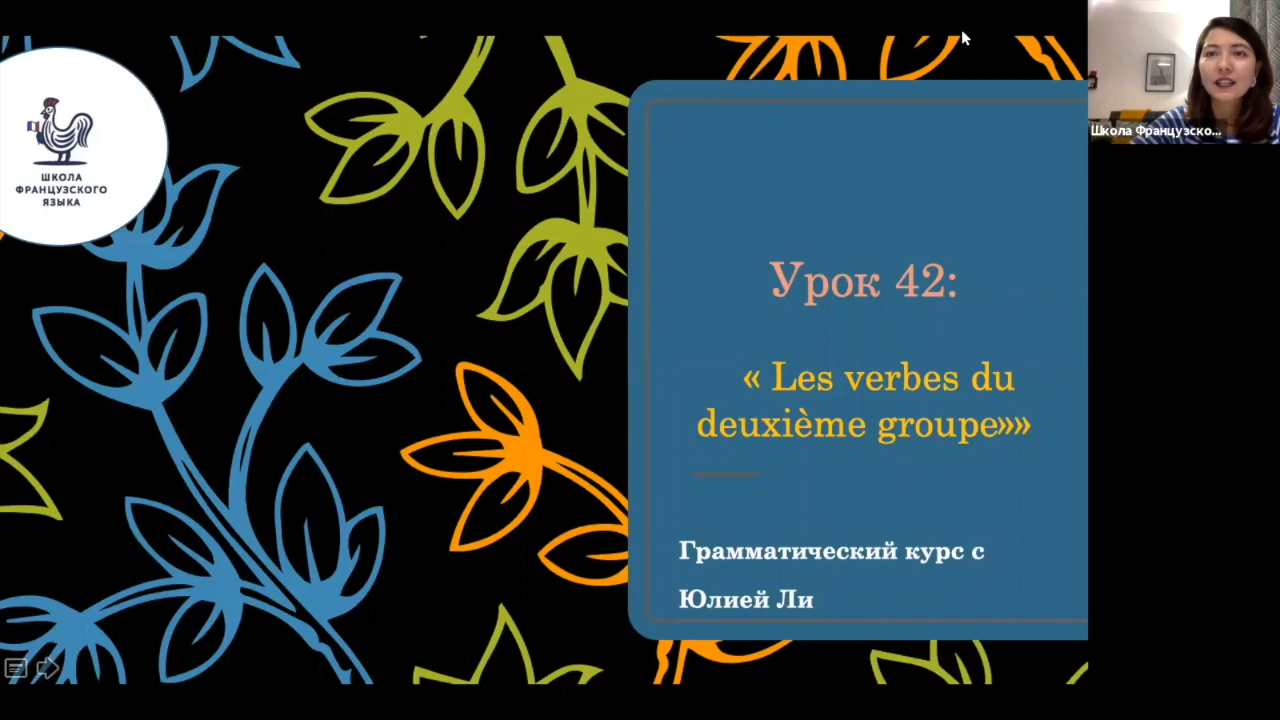 ШКОЛА
ФРАНЦУЗСКОГО
ЯЗЫКА
Школа Французско...
Урок 42:
« Les verbes du
deuxième groupe»»
Грамматический курс с
Юлией Ли